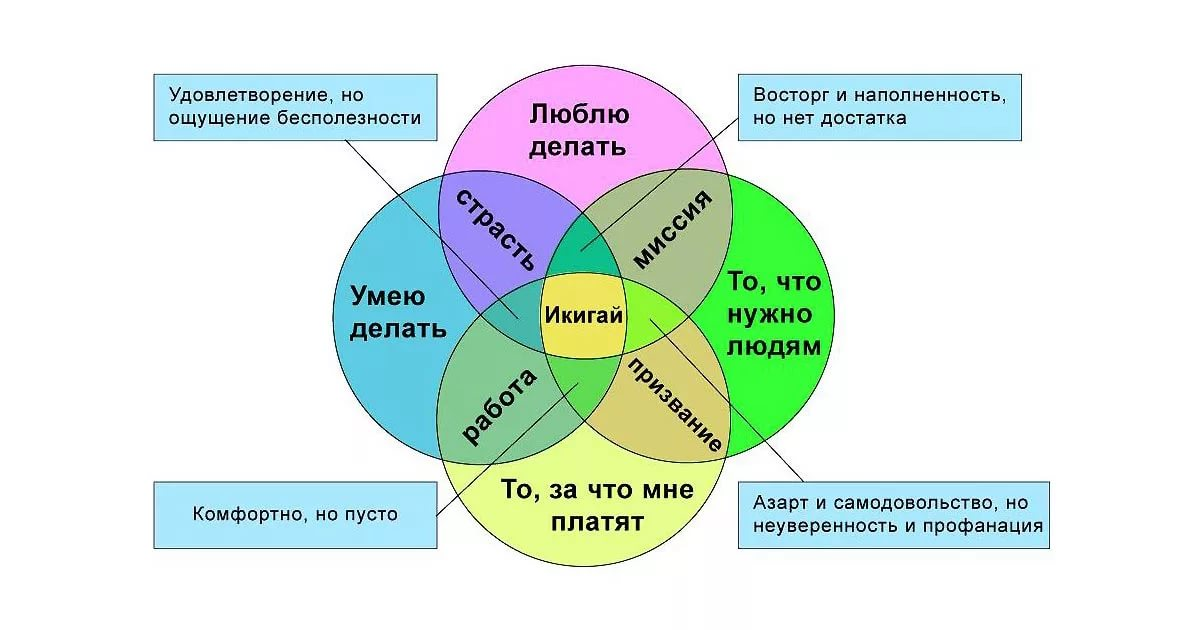 Удовлетворение, но
ощущение бесполезности
Восторг и наполненность,
но нет достатка
Люблю
делать
страсть
миссия
Умею
делать
Икигай
То, что
нужно
людям
работа
призвание
То, за что мне
платят
Комфортно, но пусто
Азарт и самодовольство, но
неуверенность и профанация